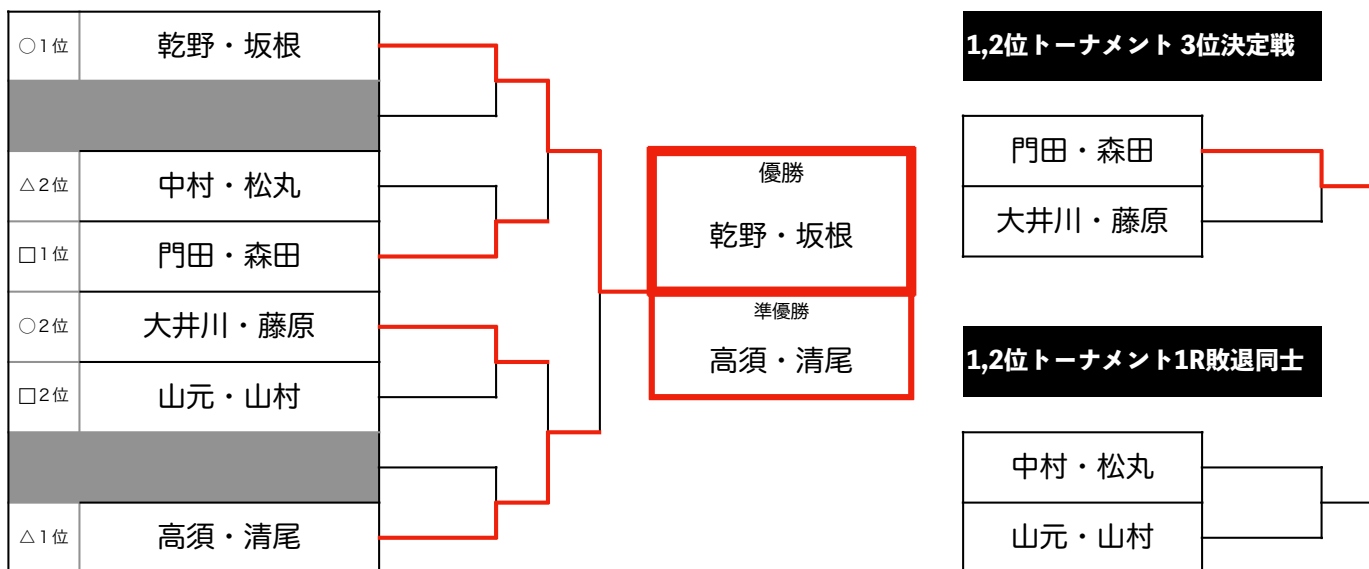 ○1位 乾野・坂根
△2位 中村・松丸
□1位 門田・森田
○2位 大井川・藤原
□2位 山元・山村
△1位 高須・清尾
優勝
乾野・坂根
準優勝
高須・清尾
1,2位トーナメント 3位決定戦
門田・森田
大井川・藤原
1,2位トーナメント1R敗退同士
中村・松丸
山元・山村